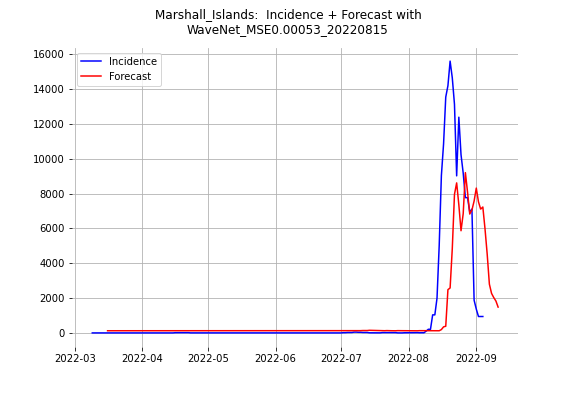 Marshall_Islands:  Incidence + Forecast with
WaveNet_MSE0.00053_20220815
Incidence
Forecast
16000
14000
12000
10000
8000
6000
4000
2000
0
2022-03 2022-04 2022-05 2022-06 2022-07 2022-08 2022-09